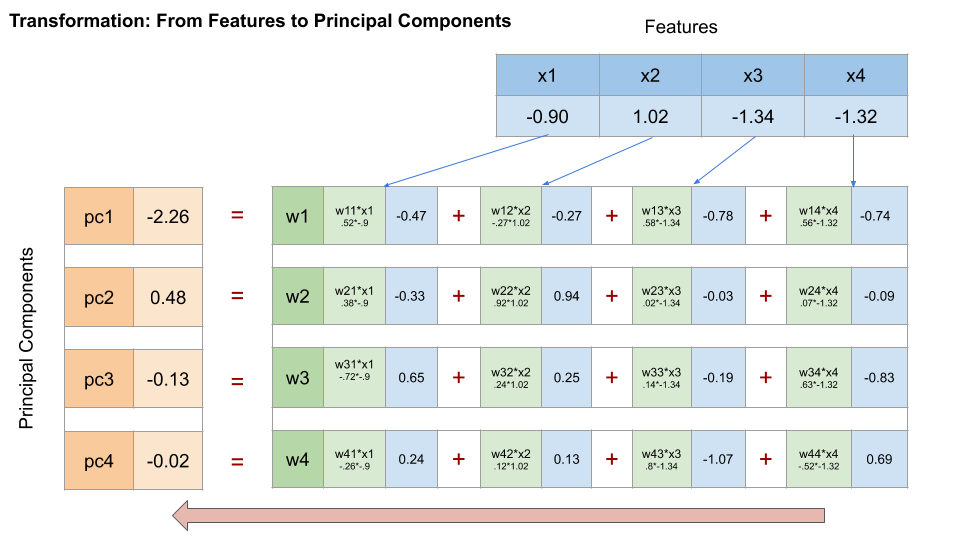 Transformation: From Features to Principal Components
Features
x1 x2 x3 x4
-0.90 1.02 -1.34 -1.32
Principal Components
pc1 -2.26 = w1 w11*x1 -0.47 + w12*x2 -0.27 + w13*x3 -0.78 + w14*x4 -0.74
.52*-.9 -.27*1.02 .58*-1.34 .56*-1.32
pc2 0.48 = w2 w21*x1 -0.33 + w22*x2 0.94 + w23*x3 -0.03 + w24*x4 -0.09
.38*-.9 .92*1.02 .02*-1.34 .07*-1.32
pc3 -0.13 = w3 w31*x1 0.65 + w32*x2 0.25 + w33*x3 -0.19 + w34*x4 -0.83
-.72*-.9 .24*1.02 .14*-1.34 .63*-1.32
pc4 -0.02 = w4 w41*x1 0.24 + w42*x2 0.13 + w43*x3 -1.07 + w44*x4 0.69
-.26*-.9 .12*1.02 .8*-1.34 -.52*-1.32